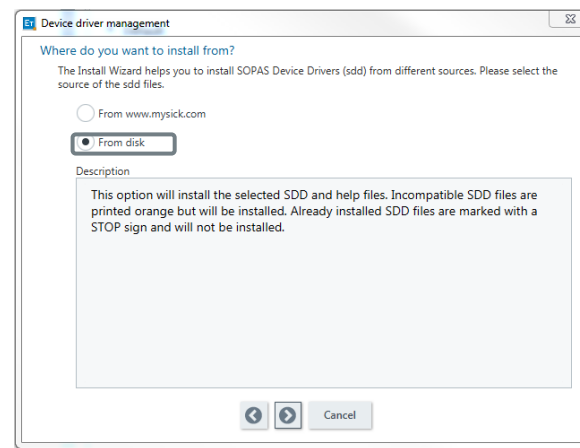 ET Device driver management
Where do you want to install from?
The Install Wizard helps you to install SOPAS Device Drivers (sdd) from different sources. Please select the
source of the sdd files.
From www.mysick.com
From disk
Description
This option will install the selected SDD and help files. Incompatible SDD files are
printed orange but will be installed. Already installed SDD files are marked with a
STOP sign and will not be installed.
Cancel